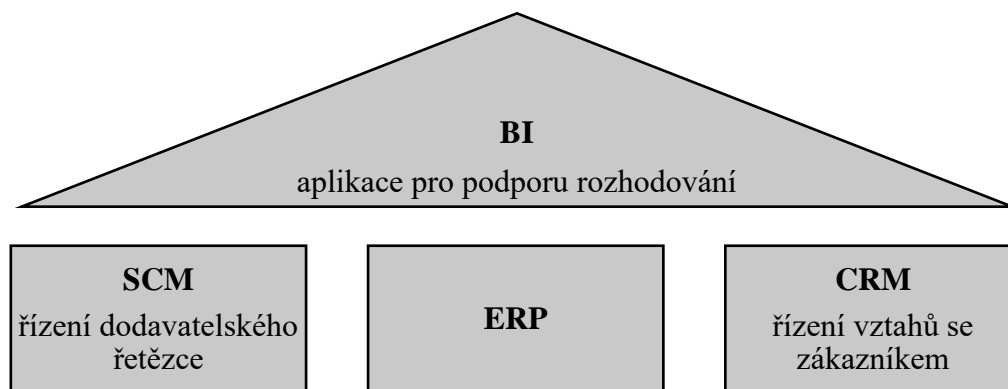 BI
aplikace pro podporu rozhodování
SCM
řízení dodavatelského
řetězce
ERP
CRM
řízení vztahů se
zákazníkem